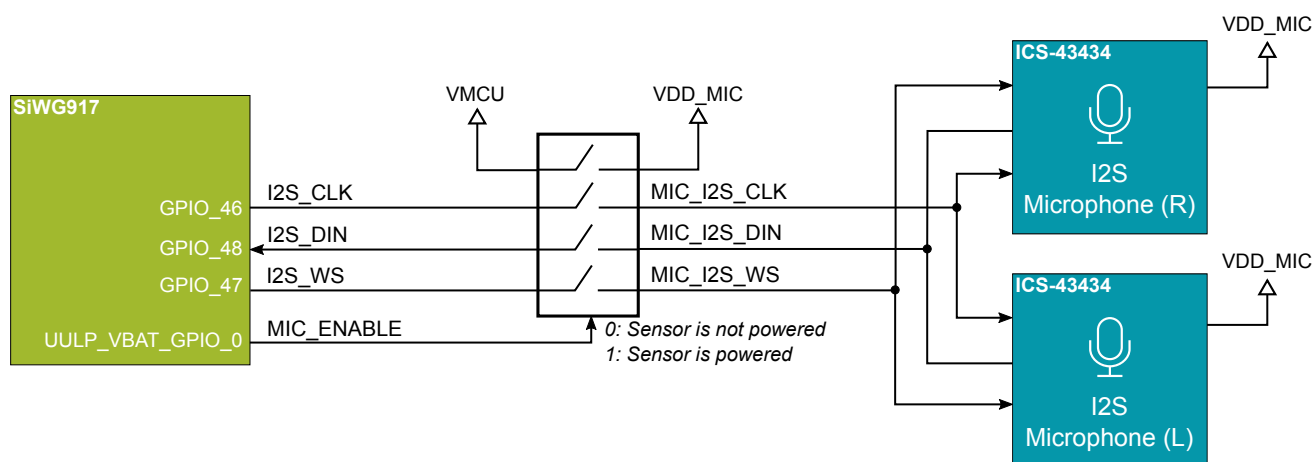 SiWG917
GPIO_46
GPIO_48
GPIO_47
UULP_VBAT_GPIO_0
I2S_CLK
I2S_DIN
I2S_WS
MIC_ENABLE
VMCU
VDD_MIC
MIC_I2S_CLK
MIC_I2S_DIN
MIC_I2S_WS
0: Sensor is not powered
1: Sensor is powered
ICS-43434
I2S
Microphone (R)
VDD_MIC
ICS-43434
I2S
Microphone (L)
VDD_MIC